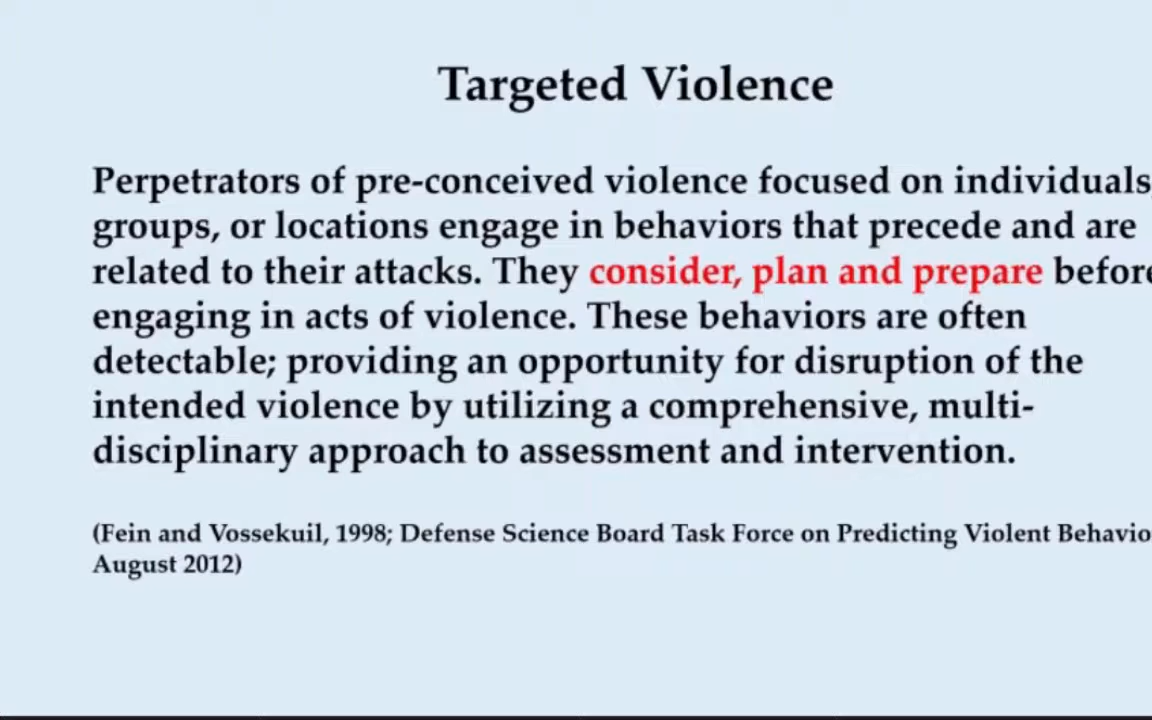 Targeted Violence
Perpetrators of pre-conceived violence focused on individuals,
groups, or locations engage in behaviors that precede and are
related to their attacks. They consider, plan and prepare before
engaging in acts of violence. These behaviors are often
detectable; providing an opportunity for disruption of the
intended violence by utilizing a comprehensive, multi-
disciplinary approach to assessment and intervention.
(Fein and Vossekuil, 1998; Defense Science Board Task Force on Predicting Violent Behavio
August 2012)